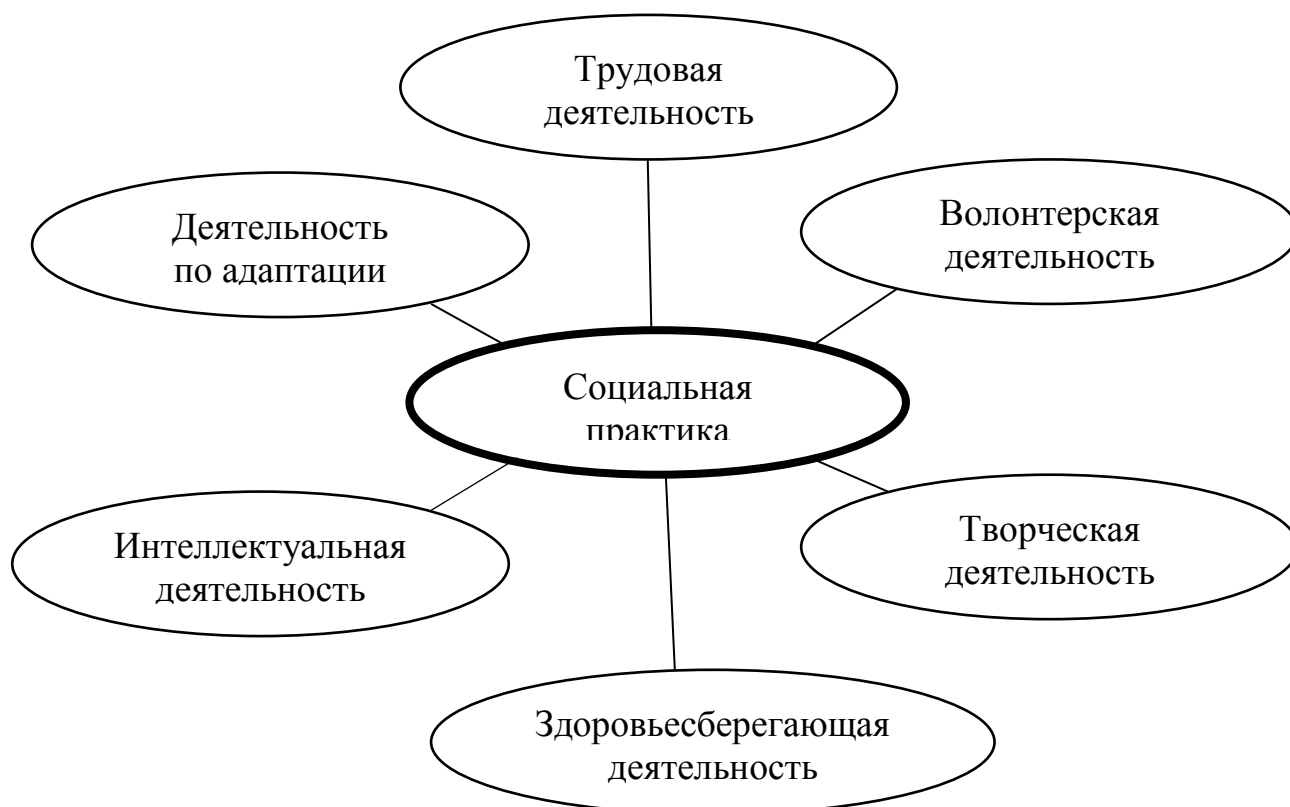 Трудовая
деятельность
Деятельность
по адаптации
Волонтерская
деятельность
Социальная
практика
Интеллектуальная
деятельность
Творческая
деятельность
Здоровьесберегающая
деятельность